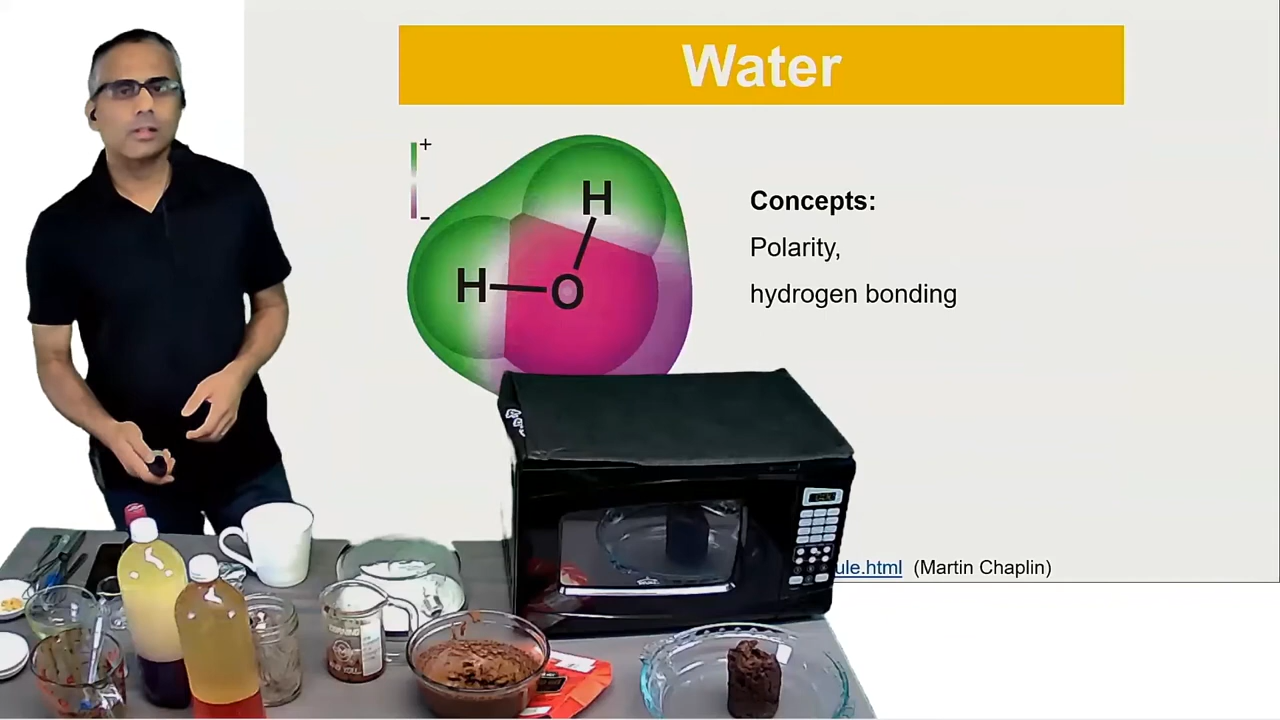 Water
+
-
H
H
O
Concepts:
Polarity,
hydrogen bonding
ule.html (Martin Chaplin)